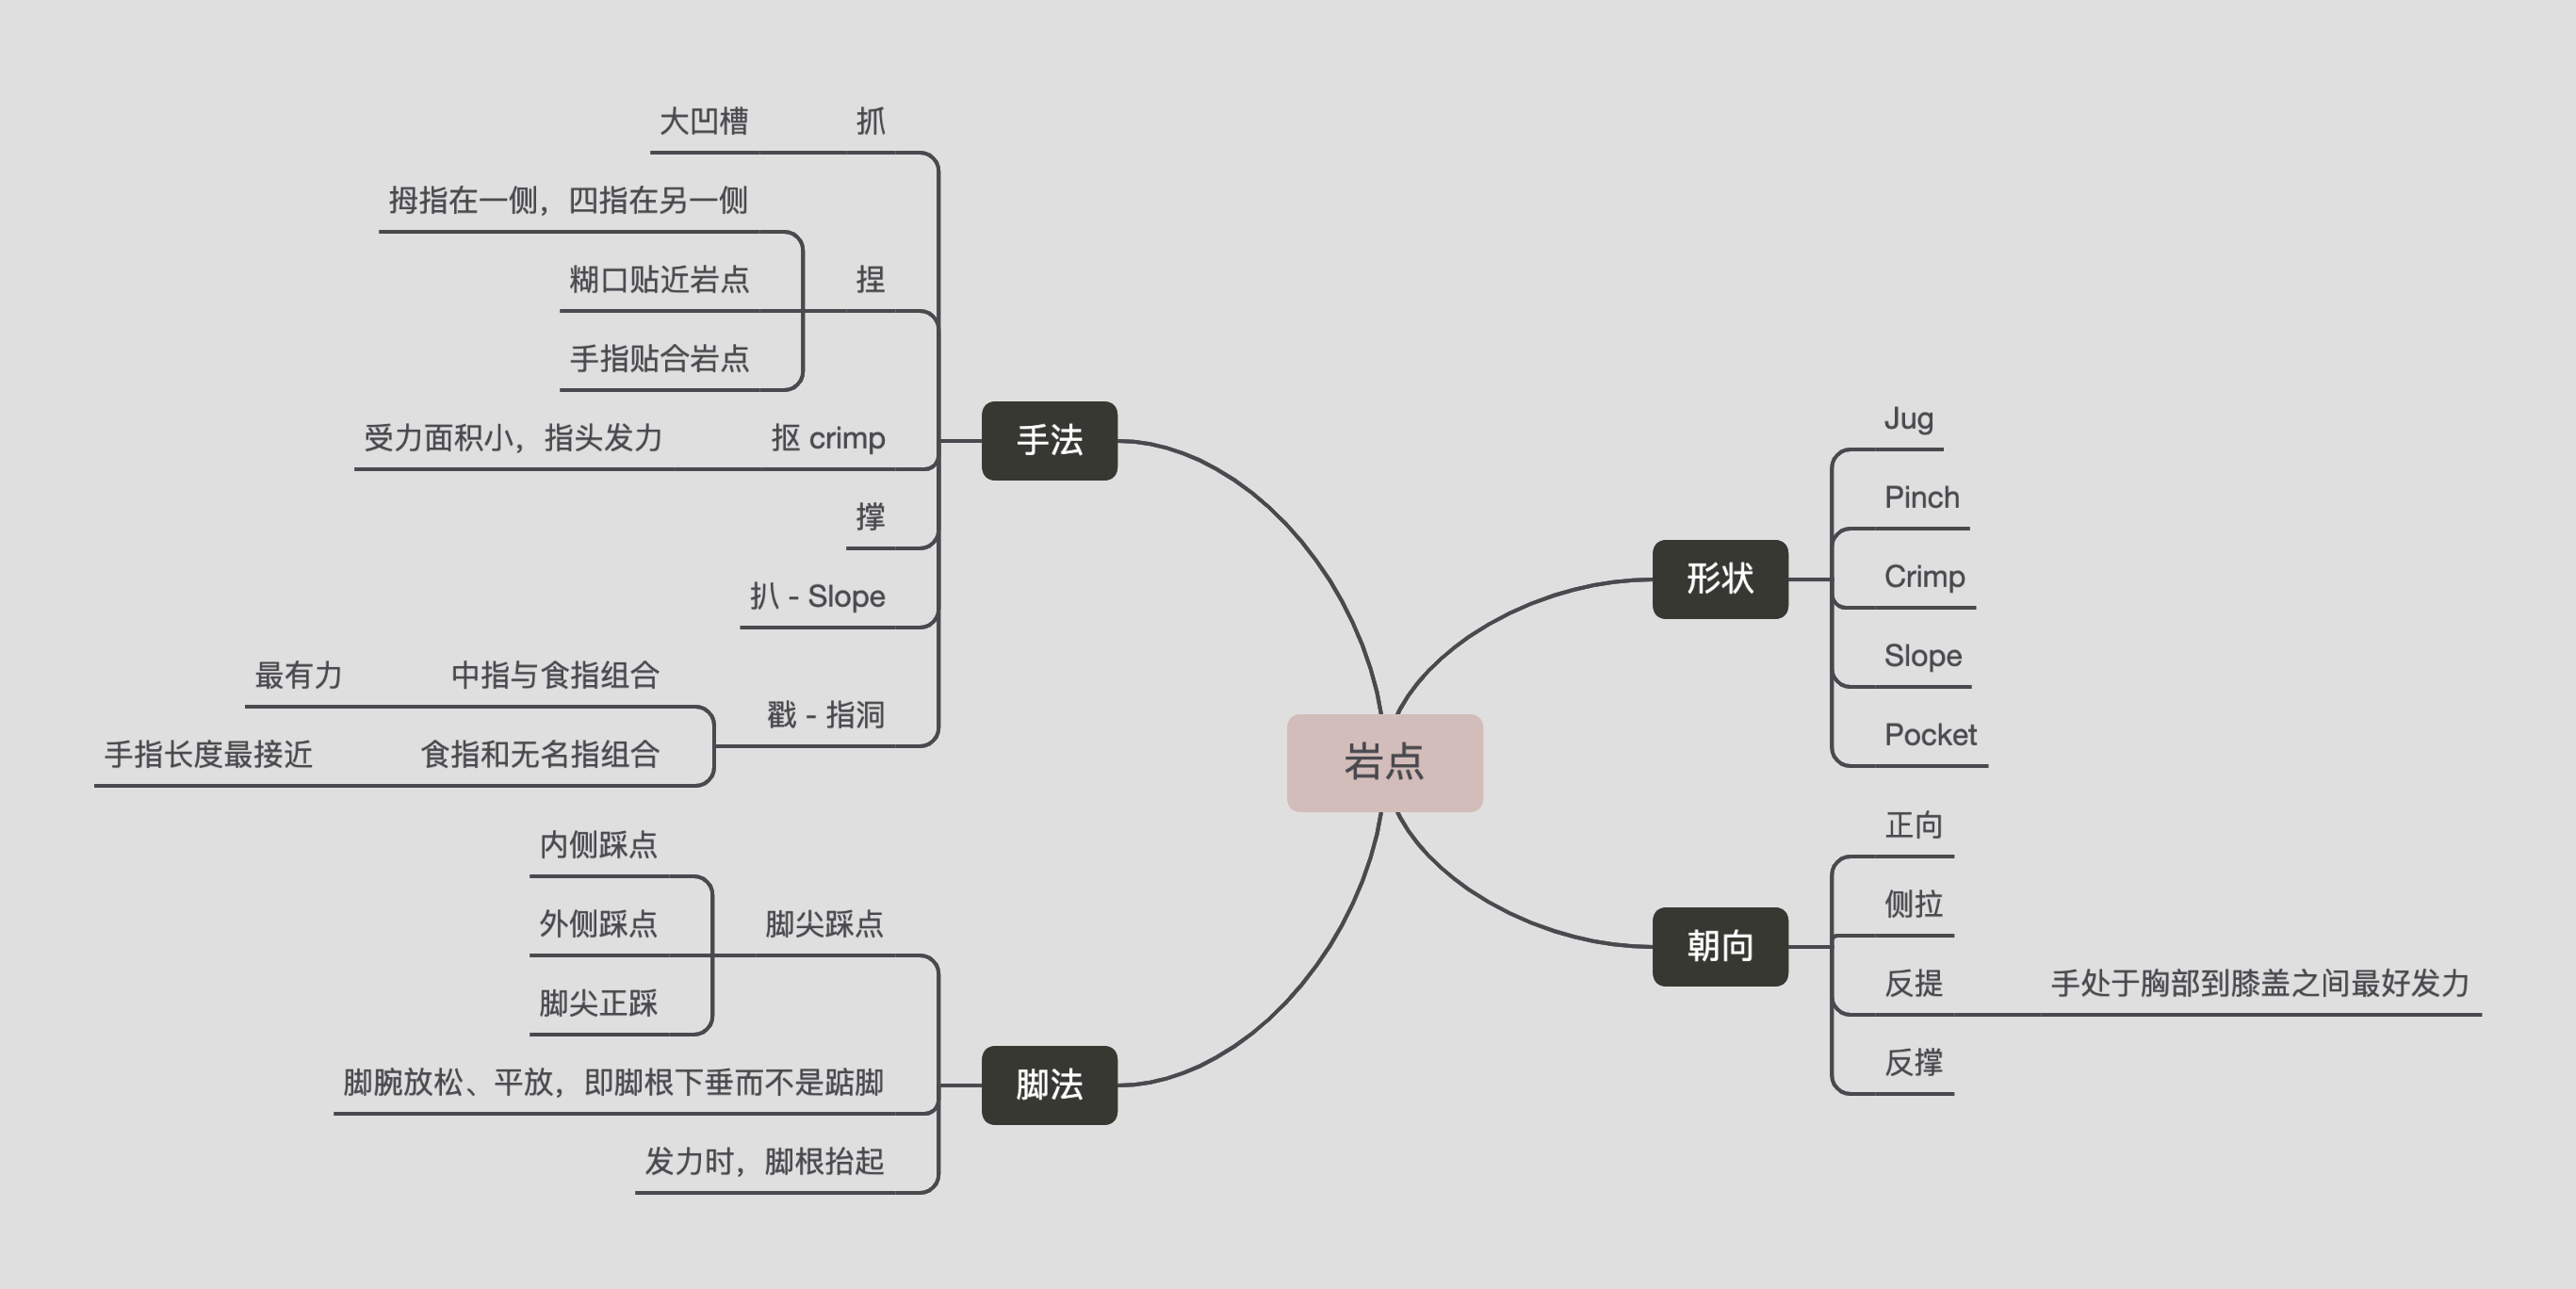 岩点
手法
抓
大凹槽
捏
拇指在一侧，四指在另一侧
糊口贴近岩点
手指贴合岩点
抠 crimp
受力面积小，指头发力
撑
扒 - Slope
戳 - 指洞
中指与食指组合
最有力
食指和无名指组合
手指长度最接近
脚法
脚尖踩点
内侧踩点
外侧踩点
脚尖正踩
脚腕放松、平放，即脚根下垂而不是踮脚
发力时，脚根抬起
形状
Jug
Pinch
Crimp
Slope
Pocket
朝向
正向
侧拉
反提
手处于胸部到膝盖之间最好发力
反撑